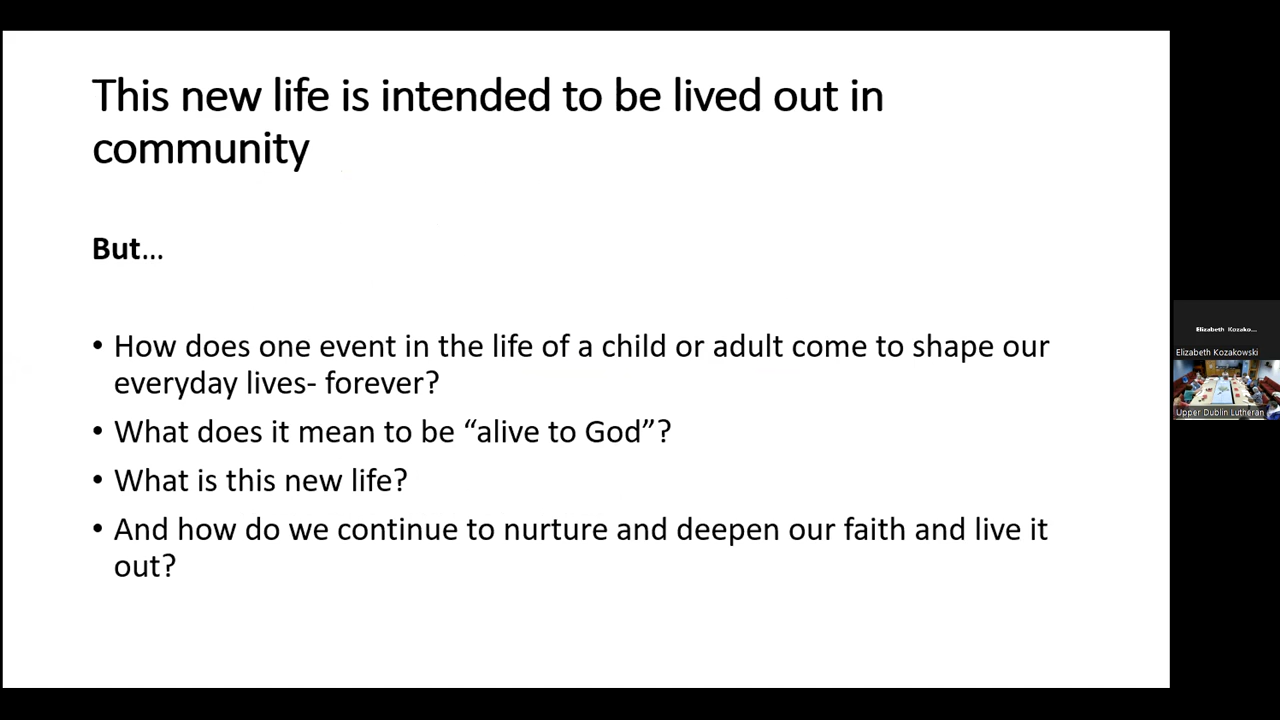 This new life is intended to be lived out in
community
But...
• How does one event in the life of a child or adult come to shape our
everyday lives- forever?
• What does it mean to be “alive to God”?
• What is this new life?
• And how do we continue to nurture and deepen our faith and live it
out?
Elizabeth Kozako...
Elizabeth Kozakowski
Upper Dublin Lutheran